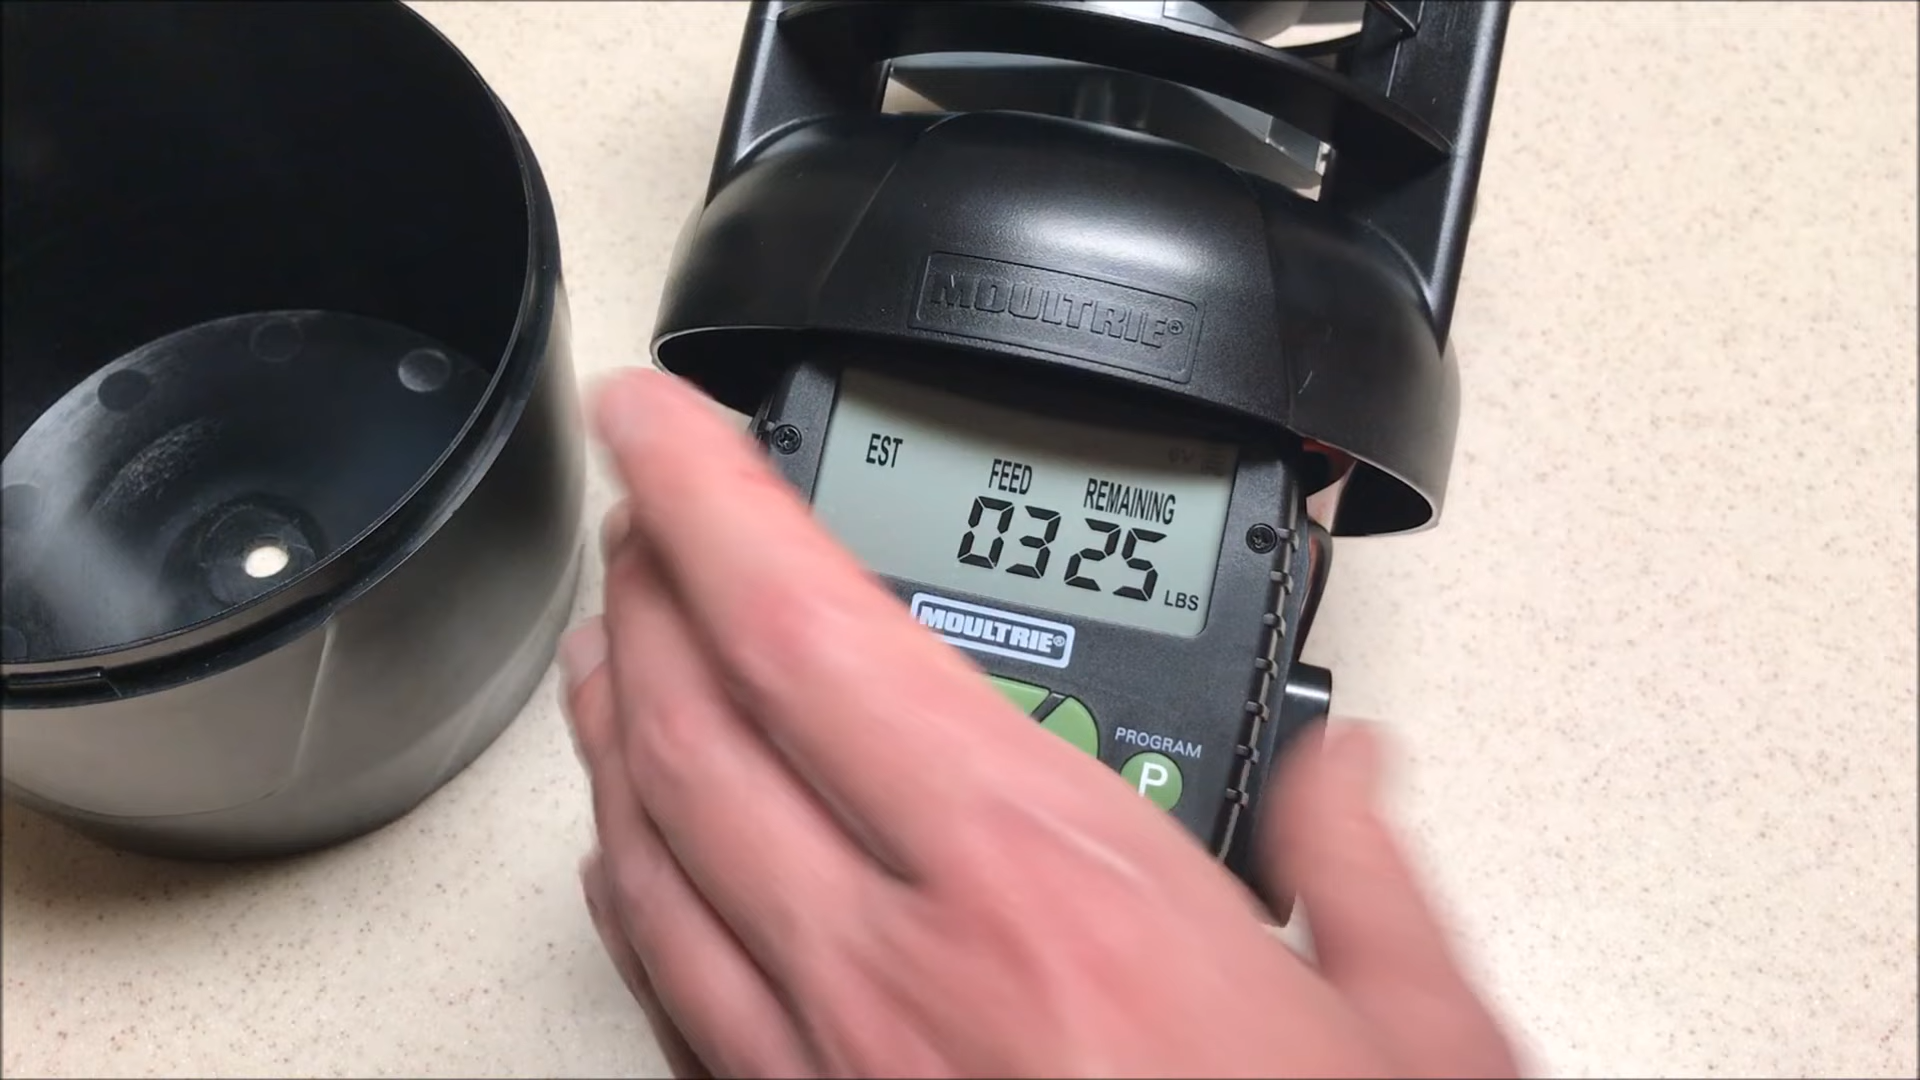 MOULTRIE®
EST
FEED REMAINING
0325 LBS
MOULTRIE®
PROGRAM
P